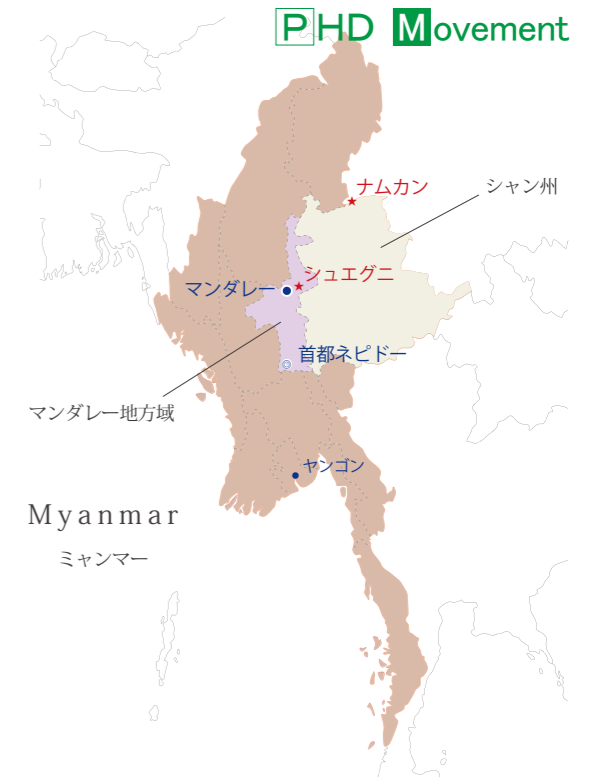 PHD Movement
ナムカン
シャン州
シュエグニ
マンダレー
首都ネピドー
マンダレー地方域
ヤンゴン
Myanmar
ミャンマー